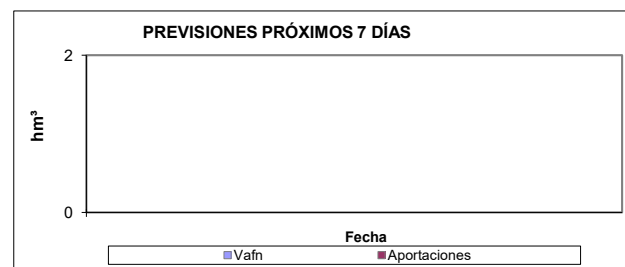 PREVISIONES PRÓXIMOS 7 DÍAS
2
hm³
0
Fecha
Vafn Aportaciones